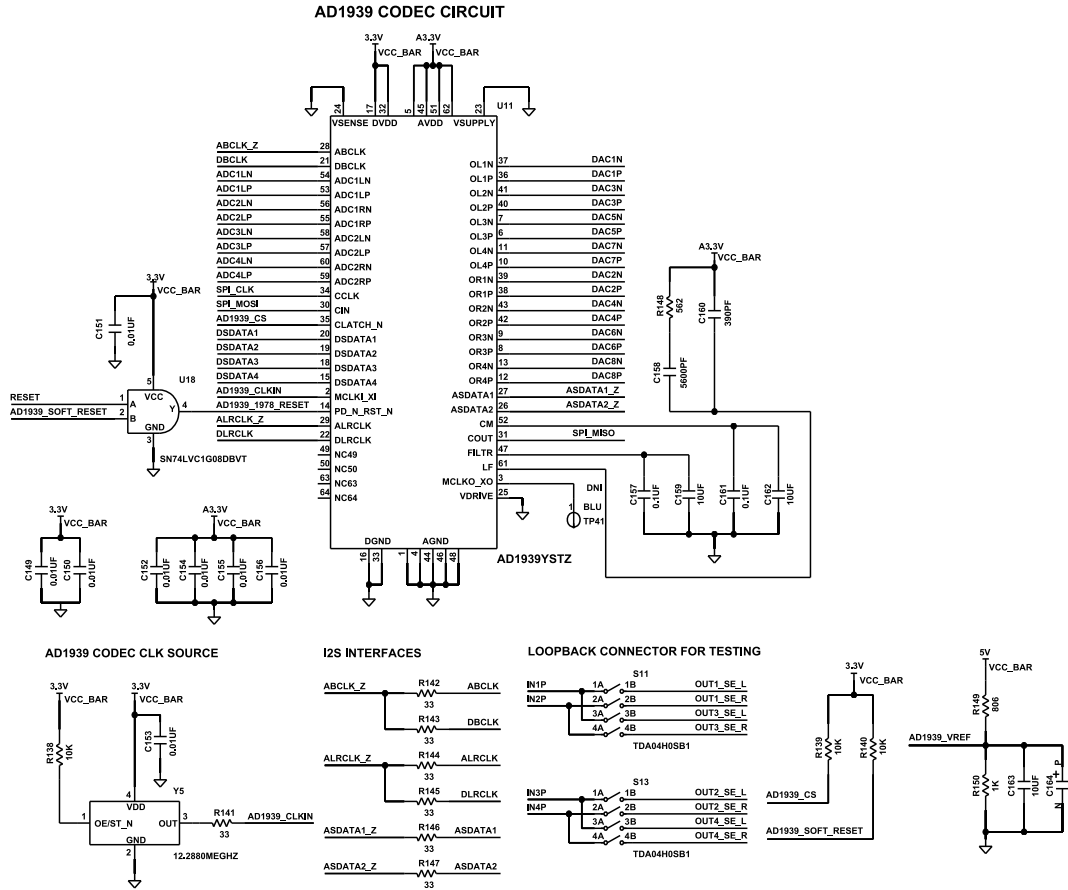 AD1939 CODEC CIRCUIT
3.3V
VCC_BAR
A3.3V
VCC_BAR
24
17
32
5
45
51
62
23
U11
VSENSE
DVDD
AVDD
VSUPPLY
ABCLK_Z 28 ABCLK
DBCLK 21 DBCLK
ADC1LN 54 ADC1LN
ADC1LP 53 ADC1LP
ADC2LN 56 ADC1RN
ADC2LP 55 ADC1RP
ADC3LN 58 ADC2LN
ADC3LP 57 ADC2LP
ADC4LN 60 ADC2RN
ADC4LP 59 ADC2RP
SPI_CLK 34 CCLK
SPI_MOSI 30 CIN
AD1939_CS 35 CLATCH_N
DSDATA1 20 DSDATA1
DSDATA2 19 DSDATA2
DSDATA3 18 DSDATA3
DSDATA4 15 DSDATA4
AD1939_CLKIN 2 MCLKI_XI
AD1939_1978_RESET 14 PD_N_RST_N
ALRCLK_Z 29 ALRCLK
DLRCLK 22 DLRCLK
49 NC49
50 NC50
63 NC63
64 NC64
OL1N 37 DAC1N
OL1P 36 DAC1P
OL2N 41 DAC3N
OL2P 40 DAC3P
OL3N 7 DAC5N
OL3P 6 DAC5P
OL4N 11 DAC7N
OL4P 10 DAC7P
OR1N 39 DAC2N
OR1P 38 DAC2P
OR2N 43 DAC4N
OR2P 42 DAC4P
OR3N 9 DAC6N
OR3P 8 DAC6P
OR4N 13 DAC8N
OR4P 12 DAC8P
ASDATA1 27 ASDATA1_Z
ASDATA2 26 ASDATA2_Z
CM 52
COUT 31 SPI_MISO
FILTR 47
LF 61
MCLKO_XO 3
VDRIVE 25
DGND
AGND
16
33
1
4
44
46
48
AD1939YSTZ
DNI
1
BLU
TP41
3.3V
VCC_BAR
C151
0.01UF
U18
5
VCC
RESET 1 A
AD1939_SOFT_RESET 2 B
Y 4
GND
3
SN74LVC1G08DBVT
A3.3V
VCC_BAR
R148
562
C160
390PF
C158
5600PF
C157
0.1UF
C159
10UF
C161
0.1UF
C162
10UF
3.3V
VCC_BAR
C149
0.01UF
C150
0.01UF
A3.3V
VCC_BAR
C152
0.01UF
C154
0.01UF
C155
0.01UF
C156
0.01UF
AD1939 CODEC CLK SOURCE
3.3V
VCC_BAR
3.3V
VCC_BAR
R138
10K
C153
0.01UF
4
VDD
Y5
1 OE/ST_N
OUT 3
R141
33
AD1939_CLKIN
GND
2
12.2880MEGHZ
I2S INTERFACES
ABCLK_Z R142 ABCLK
33
R143 DBCLK
33
ALRCLK_Z R144 ALRCLK
33
R145 DLRCLK
33
ASDATA1_Z R146 ASDATA1
33
ASDATA2_Z R147 ASDATA2
33
LOOPBACK CONNECTOR FOR TESTING
S11
IN1P 1A 1B OUT1_SE_L
IN2P 2A 2B OUT1_SE_R
3A 3B OUT3_SE_L
4A 4B OUT3_SE_R
TDA04H0SB1
S13
IN3P 1A 1B OUT2_SE_L
IN4P 2A 2B OUT2_SE_R
3A 3B OUT4_SE_L
4A 4B OUT4_SE_R
TDA04H0SB1
3.3V
VCC_BAR
R139
10K
R140
10K
AD1939_CS
AD1939_SOFT_RESET
5V
VCC_BAR
R149
806
AD1939_VREF
R150
1K
C163
10UF
C164
+ P
N